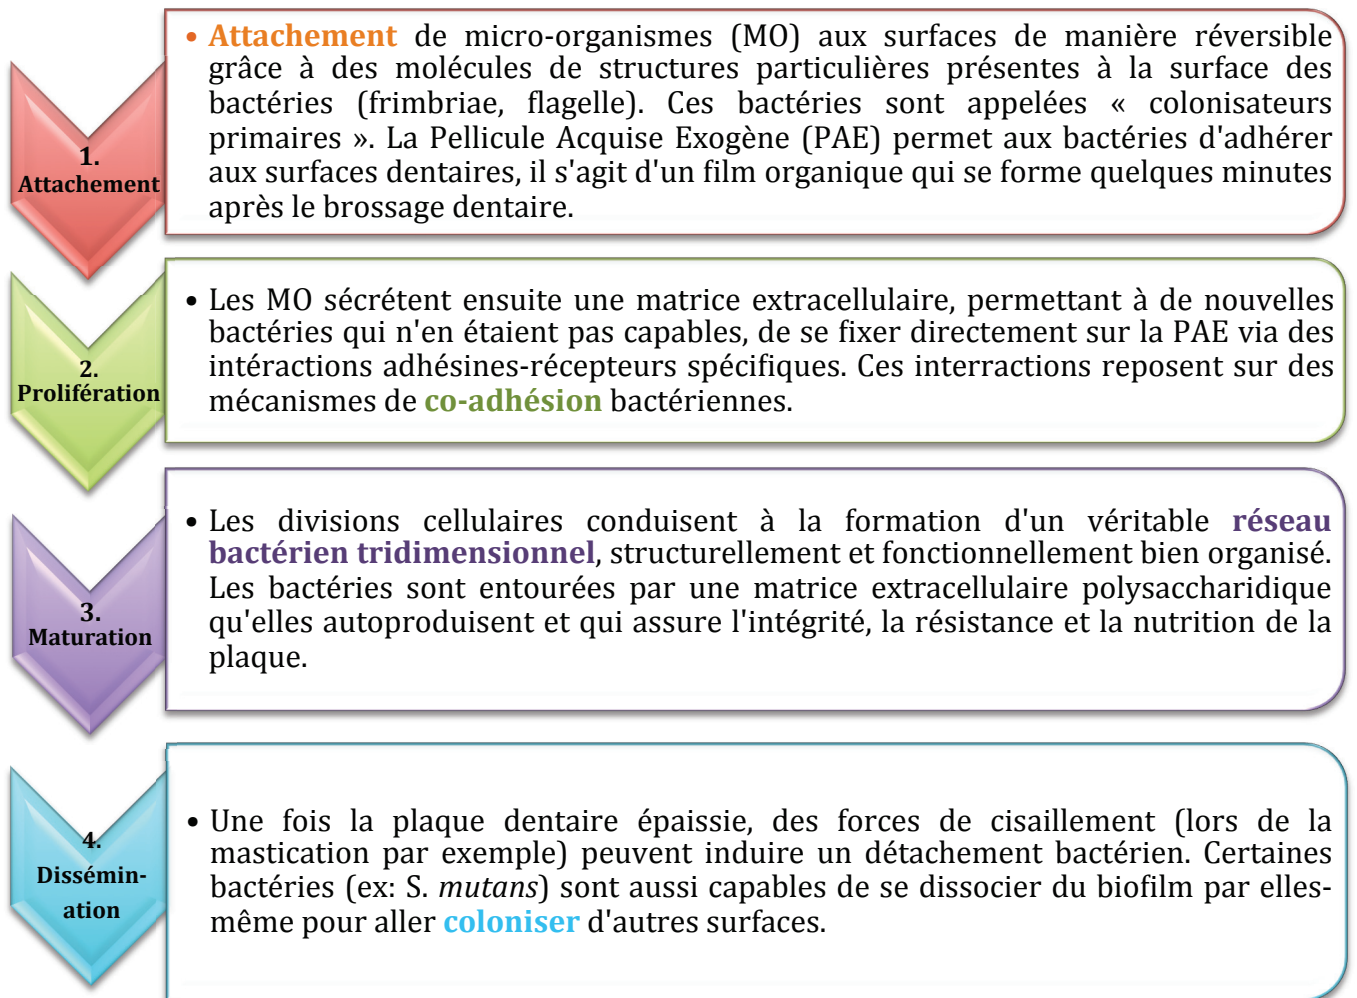 1.
Attachement
• Attachement de micro-organismes (MO) aux surfaces de manière réversible
grâce à des molécules de structures particulières présentes à la surface des
bactéries (frimbriae, flagelle). Ces bactéries sont appelées « colonisateurs
primaires ». La Pellicule Acquise Exogène (PAE) permet aux bactéries d'adhérer
aux surfaces dentaires, il s'agit d'un film organique qui se forme quelques minutes
après le brossage dentaire.
2.
Prolifération
• Les MO sécrétent ensuite une matrice extracellulaire, permettant à de nouvelles
bactéries qui n'en étaient pas capables, de se fixer directement sur la PAE via des
intéractions adhésines-récepteurs spécifiques. Ces interractions reposent sur des
mécanismes de co-adhésion bactériennes.
3.
Maturation
• Les divisions cellulaires conduisent à la formation d'un véritable réseau
bactérien tridimensionnel, structurellement et fonctionnellement bien organisé.
Les bactéries sont entourées par une matrice extracellulaire polysaccharidique
qu'elles autoproduisent et qui assure l'intégrité, la résistance et la nutrition de la
plaque.
4.
Dissémin-
ation
• Une fois la plaque dentaire épaissie, des forces de cisaillement (lors de la
mastication par exemple) peuvent induire un détachement bactérien. Certaines
bactéries (ex: S. mutans) sont aussi capables de se dissocier du biofilm par elles-
même pour aller coloniser d'autres surfaces.